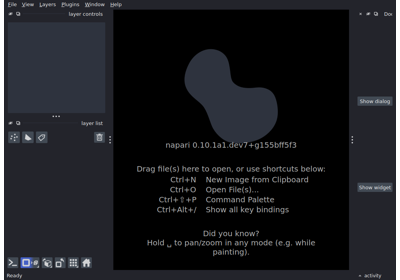 File View Layers Plugins Window Help
layer controls
Do
layer list
Show dialog
napari 0.10.1a1.dev7+g155bff5f3
Drag file(s) here to open, or use shortcuts below:
Ctrl+N New Image from Clipboard
Ctrl+O Open File(s)...
Ctrl+⇧+P Command Palette
Ctrl+Alt+/ Show all key bindings
Show widget
Did you know?
Hold ␣ to pan/zoom in any mode (e.g. while
painting).
Ready
activity